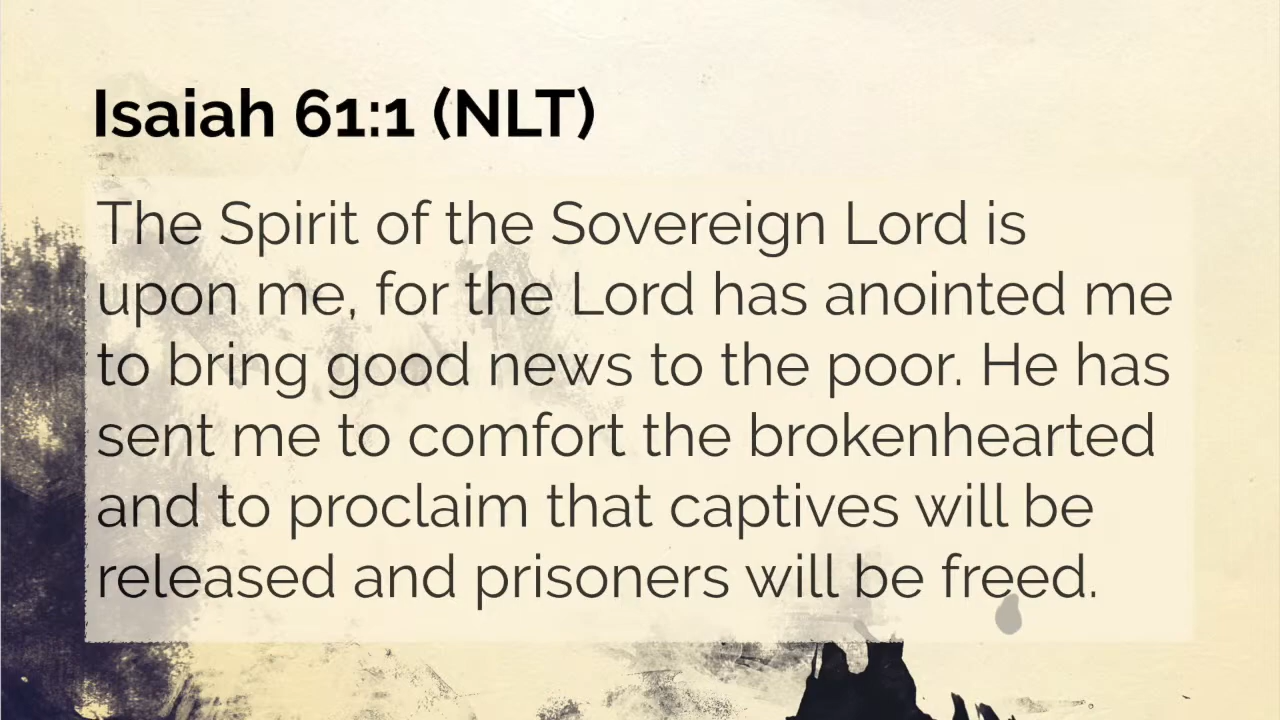 Isaiah 61:1 (NLT)
The Spirit of the Sovereign Lord is
upon me, for the Lord has anointed me
to bring good news to the poor. He has
sent me to comfort the brokenhearted
and to proclaim that captives will be
released and prisoners will be freed.